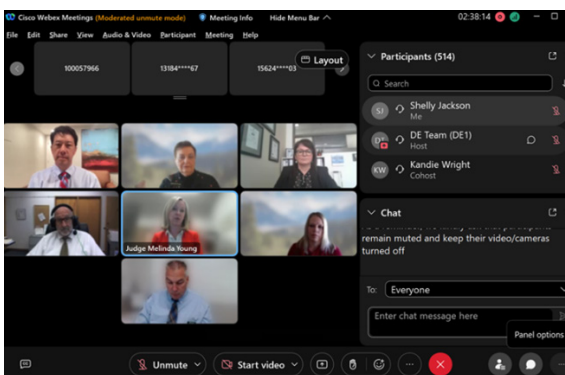 Cisco Webex Meetings (Moderated unmute mode) Meeting Info Hide Menu Bar 02:38:14
File Edit Share View Audio & Video Participant Meeting Help
Layout
100057966 13184****67 15624****03
Judge Melinda Young
Participants (514)
Search
SJ Shelly Jackson
Me
DT DE Team (DE1)
Host
KW Kandie Wright
Cohost
Chat
remain muted and keep their video/cameras
turned off
To: Everyone
Enter chat message here
Panel options
Unmute Start video